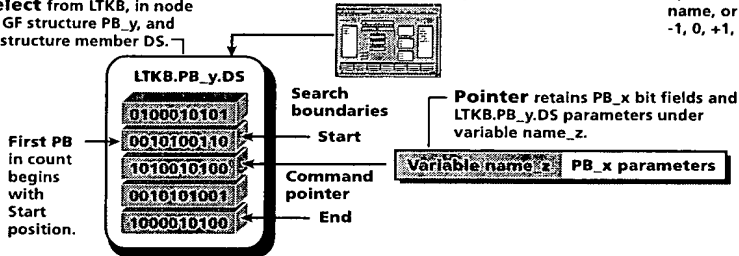 elect from LTKB, in node
GF structure PB_y, and
structure member DS.
name, or
-1, 0, +1,
LTKB.PB_y.DS
0100010101
0010100110
1010010100
0010101001
1000010100
First PB
in count
begins
with
Start
position.
Search
boundaries
Start
Command
pointer
End
Pointer retains PB_x bit fields and
LTKB.PB_y.DS parameters under
variable name_z.
Variable name_z PB_x parameters